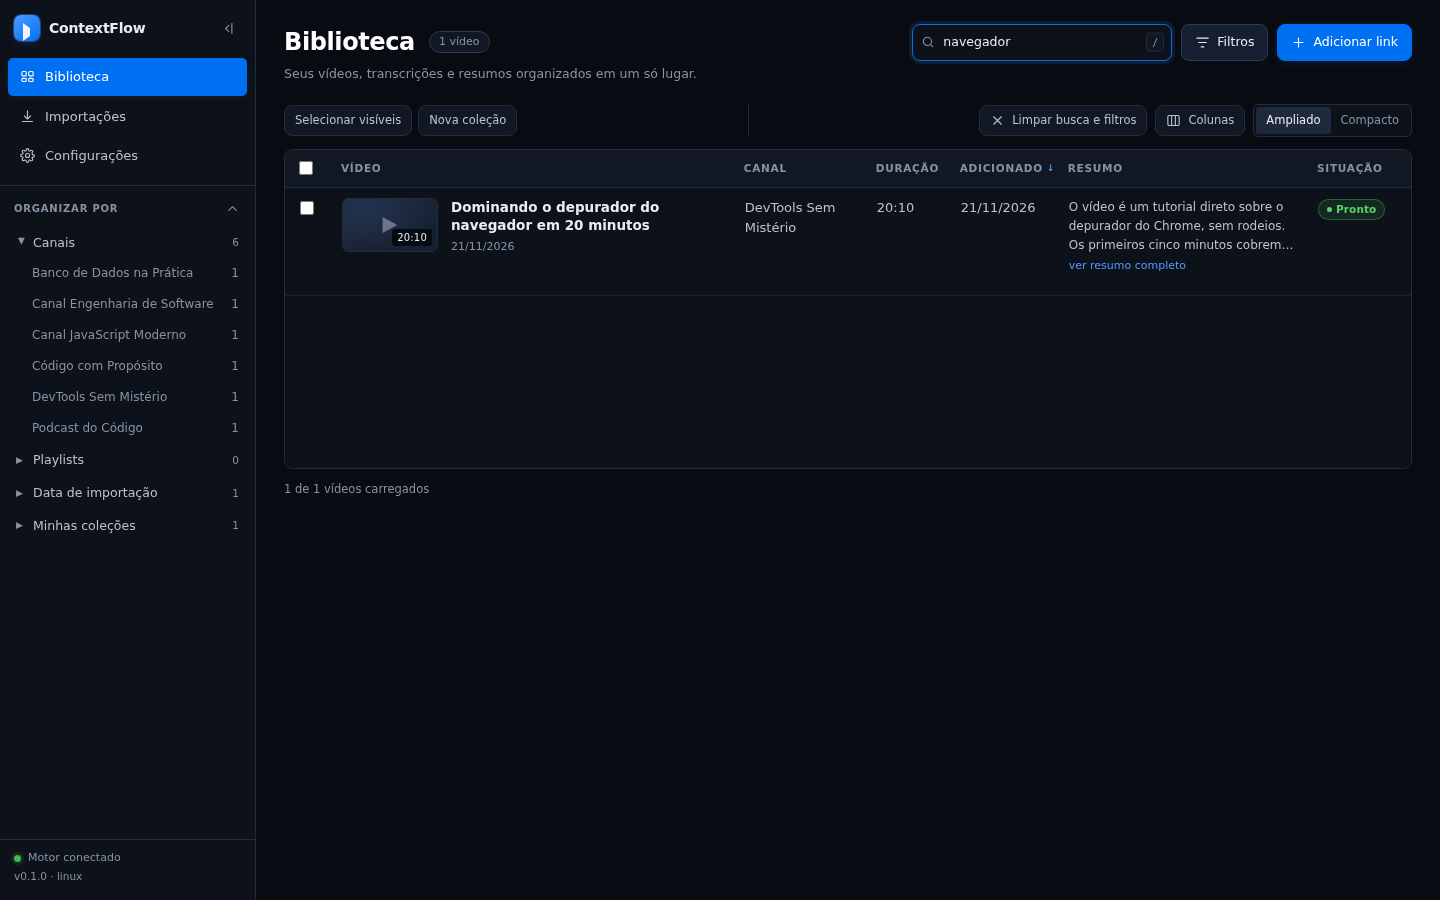 ContextFlow
Biblioteca
Importações
Configurações
ORGANIZAR POR
Canais 6
Banco de Dados na Prática 1
Canal Engenharia de Software 1
Canal JavaScript Moderno 1
Código com Propósito 1
DevTools Sem Mistério 1
Podcast do Código 1
Playlists 0
Data de importação 1
Minhas coleções 1
Motor conectado
v0.1.0 · linux
Biblioteca 1 vídeo
Seus vídeos, transcrições e resumos organizados em um só lugar.
navegador /
Filtros
Adicionar link
Selecionar visíveis
Nova coleção
Limpar busca e filtros
Colunas
Ampliado
Compacto
VÍDEO CANAL DURAÇÃO ADICIONADO ↓ RESUMO SITUAÇÃO
20:10
Dominando o depurador do
navegador em 20 minutos
21/11/2026
DevTools Sem
Mistério
20:10
21/11/2026
O vídeo é um tutorial direto sobre o
depurador do Chrome, sem rodeios.
Os primeiros cinco minutos cobrem…
ver resumo completo
Pronto
1 de 1 vídeos carregados